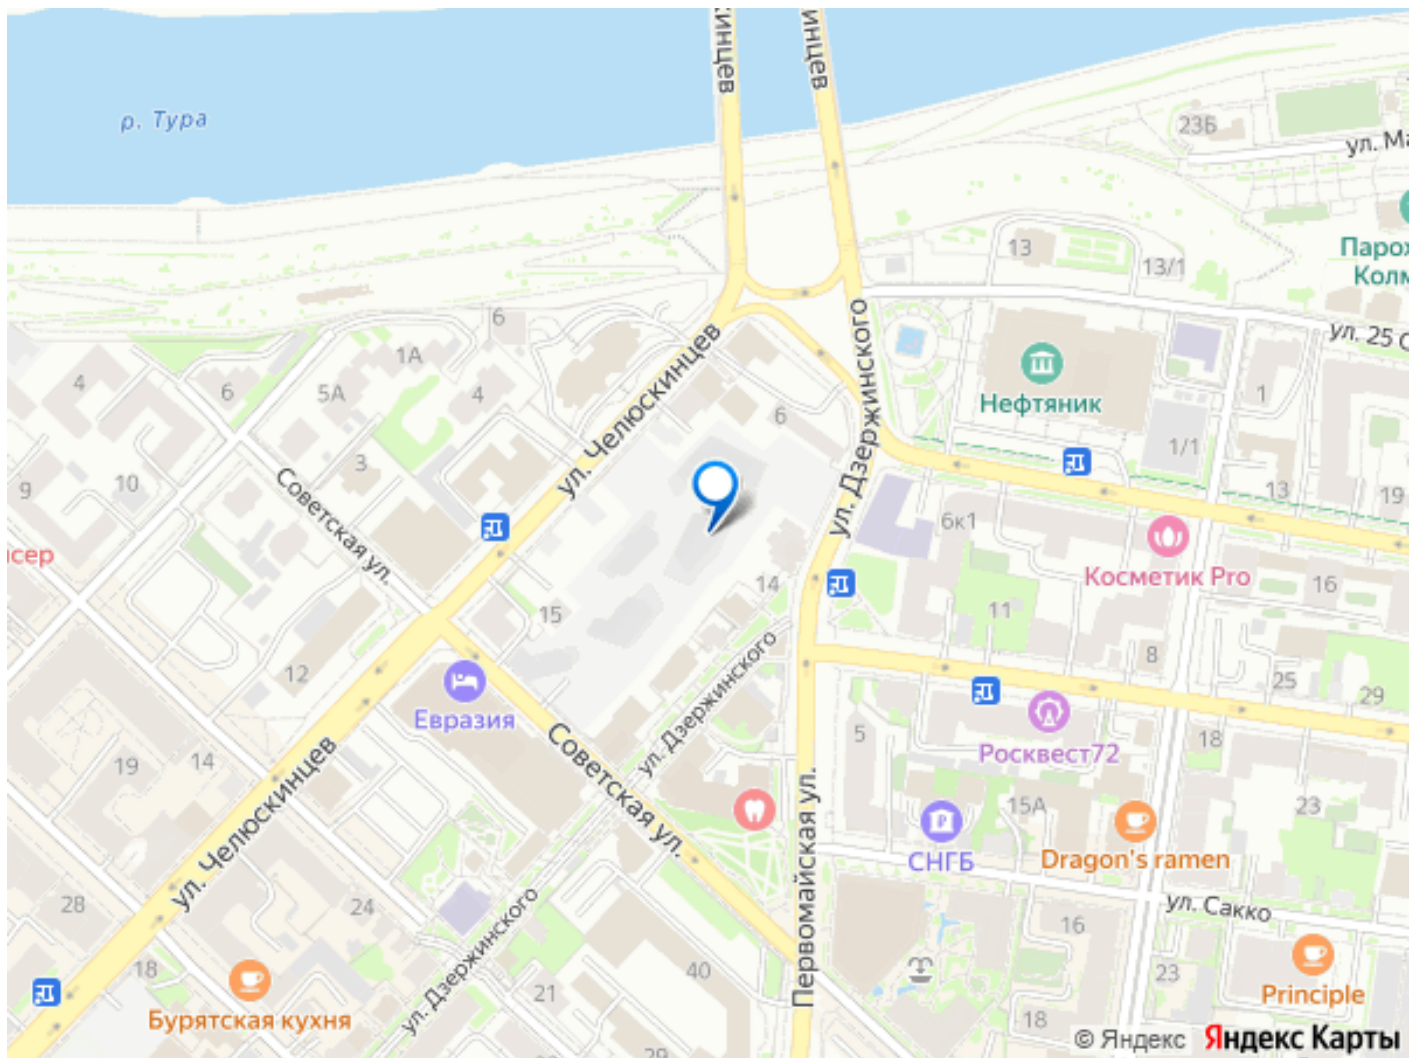 кинцев
инцев
р. Тура
23Б
ул. Ма
13
13/1
Парох
Колм
6
ул. Челюскинцев
ул. Дзержинского
ул. 25 О
1А
4
5А
4
6
Нефтяник
1
6
1/1
3
9
10
Советская ул.
13
19
6к1
сер
Косметик Pro
14
16
15
11
12
8
25
29
Евразия
ул. Дзержинского
Советская ул.
5
Росквест72
18
19
14
ул. Челюскинцев
Первомайская ул.
15А
23
СНГБ
Dragon's ramen
28
24
ул. Дзержинского
ул. Сакко
16
18
40
23
21
Principle
Бурятская кухня
18
29
© Яндекс Яндекс Карты